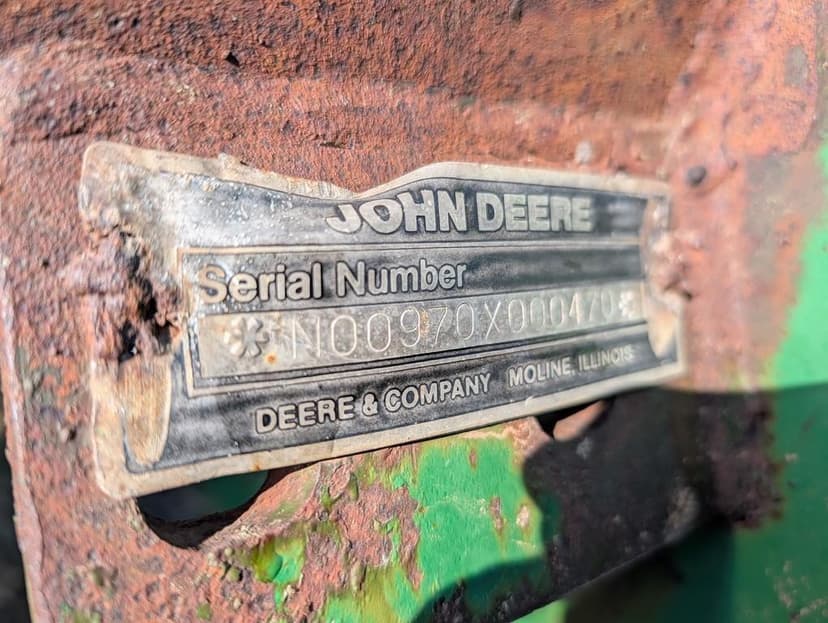 JOHN DEERE
Serial Number
*N00970X000470*
DEERE & COMPANY MOLINE, ILLINOIS